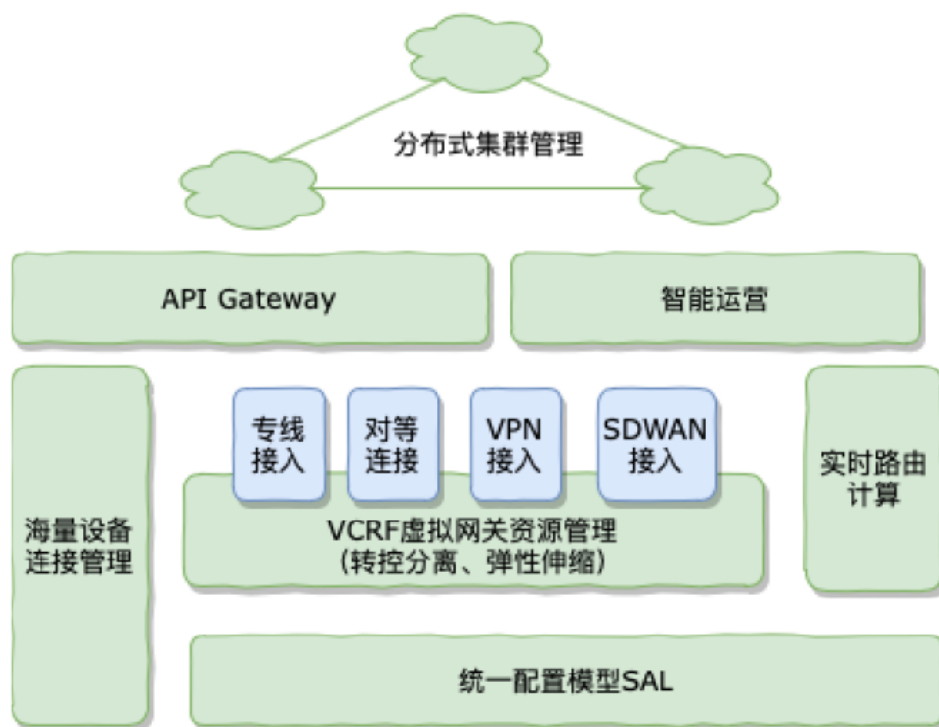 分布式集群管理
API Gateway
智能运营
专线
接入
对等
连接
VPN
接入
SDWAN
接入
实时路由
计算
海量设备
连接管理
VCRF虚拟网关资源管理
(转控分离、弹性伸缩)
统一配置模型SAL